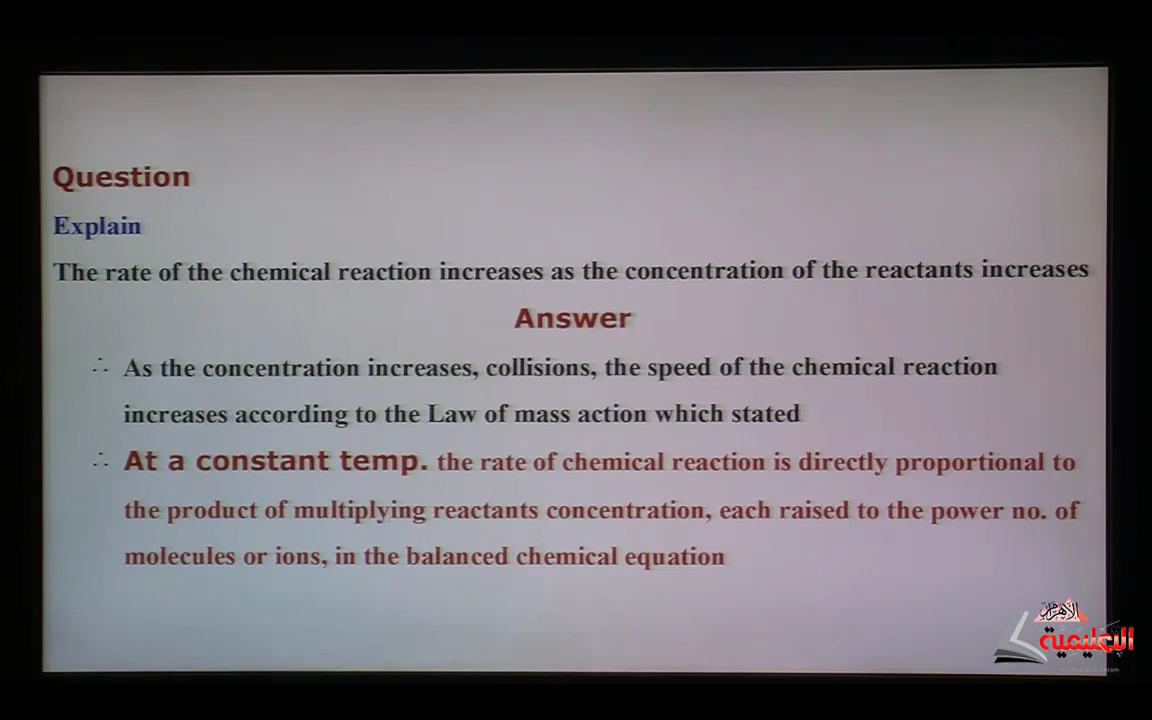 Question
Explain
The rate of the chemical reaction increases as the concentration of the reactants increases
Answer
∴ As the concentration increases, collisions, the speed of the chemical reaction
increases according to the Law of mass action which stated
∴ At a constant temp. the rate of chemical reaction is directly proportional to
the product of multiplying reactants concentration, each raised to the power no. of
molecules or ions, in the balanced chemical equation
الأهرام
التعليمية